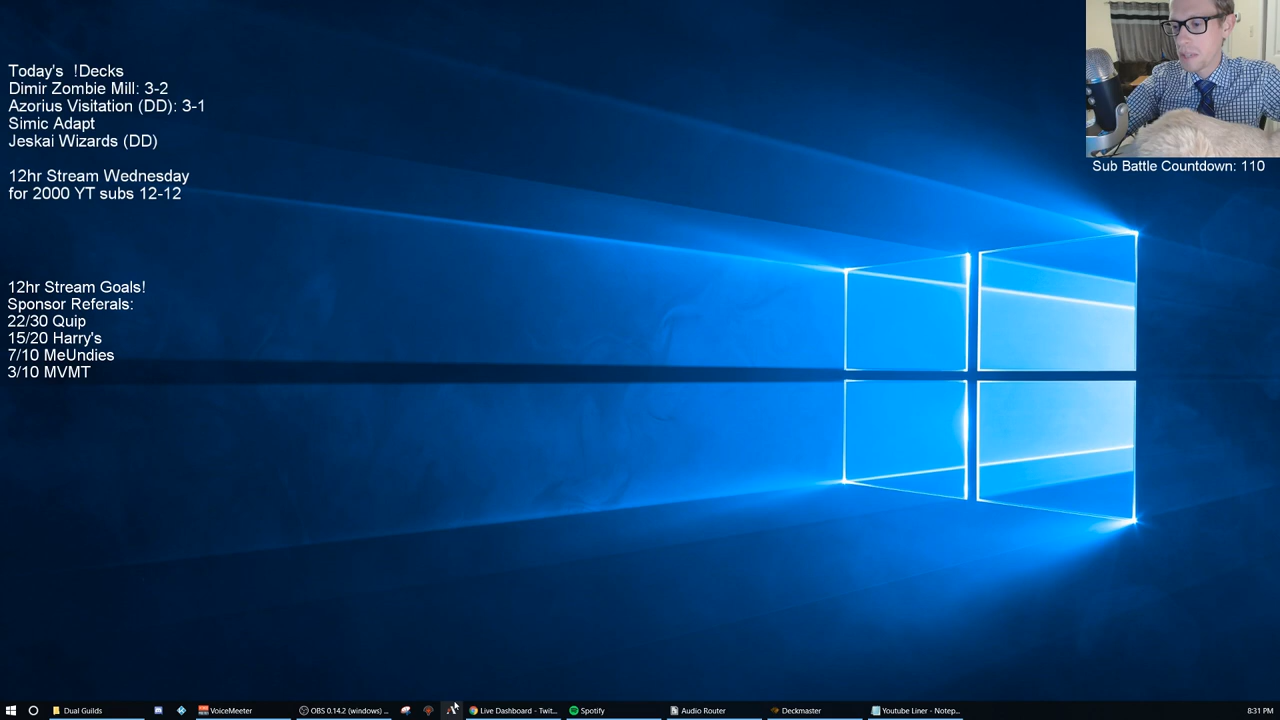 Today's !Decks
Dimir Zombie Mill: 3-2
Azorius Visitation (DD): 3-1
Simic Adapt
Jeskai Wizards (DD)
12hr Stream Wednesday
for 2000 YT subs 12-12
Sub Battle Countdown: 110
12hr Stream Goals!
Sponsor Referals:
22/30 Quip
15/20 Harry's
7/10 MeUndies
3/10 MVMT
Dual Guilds VoiceMeeter OBS 0.14.2 (windows) ... Live Dashboard - Twit... Spotify Audio Router Deckmaster Youtube Liner - Notep... 8:31 PM